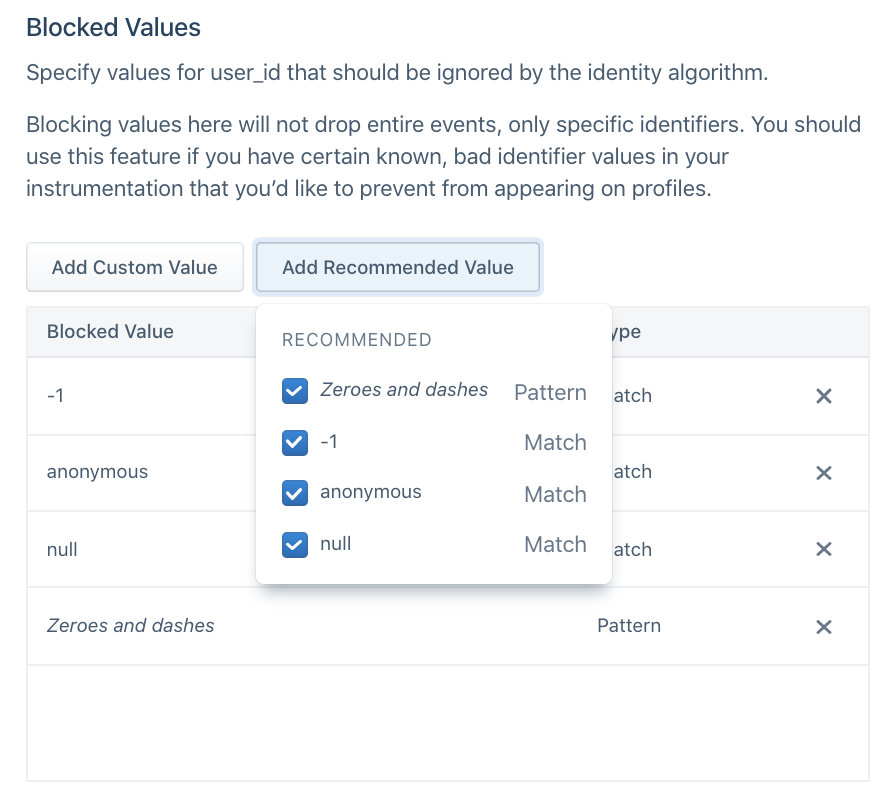 Blocked Values
Specify values for user_id that should be ignored by the identity algorithm.
Blocking values here will not drop entire events, only specific identifiers. You should
use this feature if you have certain known, bad identifier values in your
instrumentation that you’d like to prevent from appearing on profiles.
Add Custom Value
Add Recommended Value
Blocked Value
ype
RECOMMENDED
Zeroes and dashes Pattern
-1 Match
anonymous Match
null Match
-1 atch
anonymous atch
null atch
Zeroes and dashes Pattern